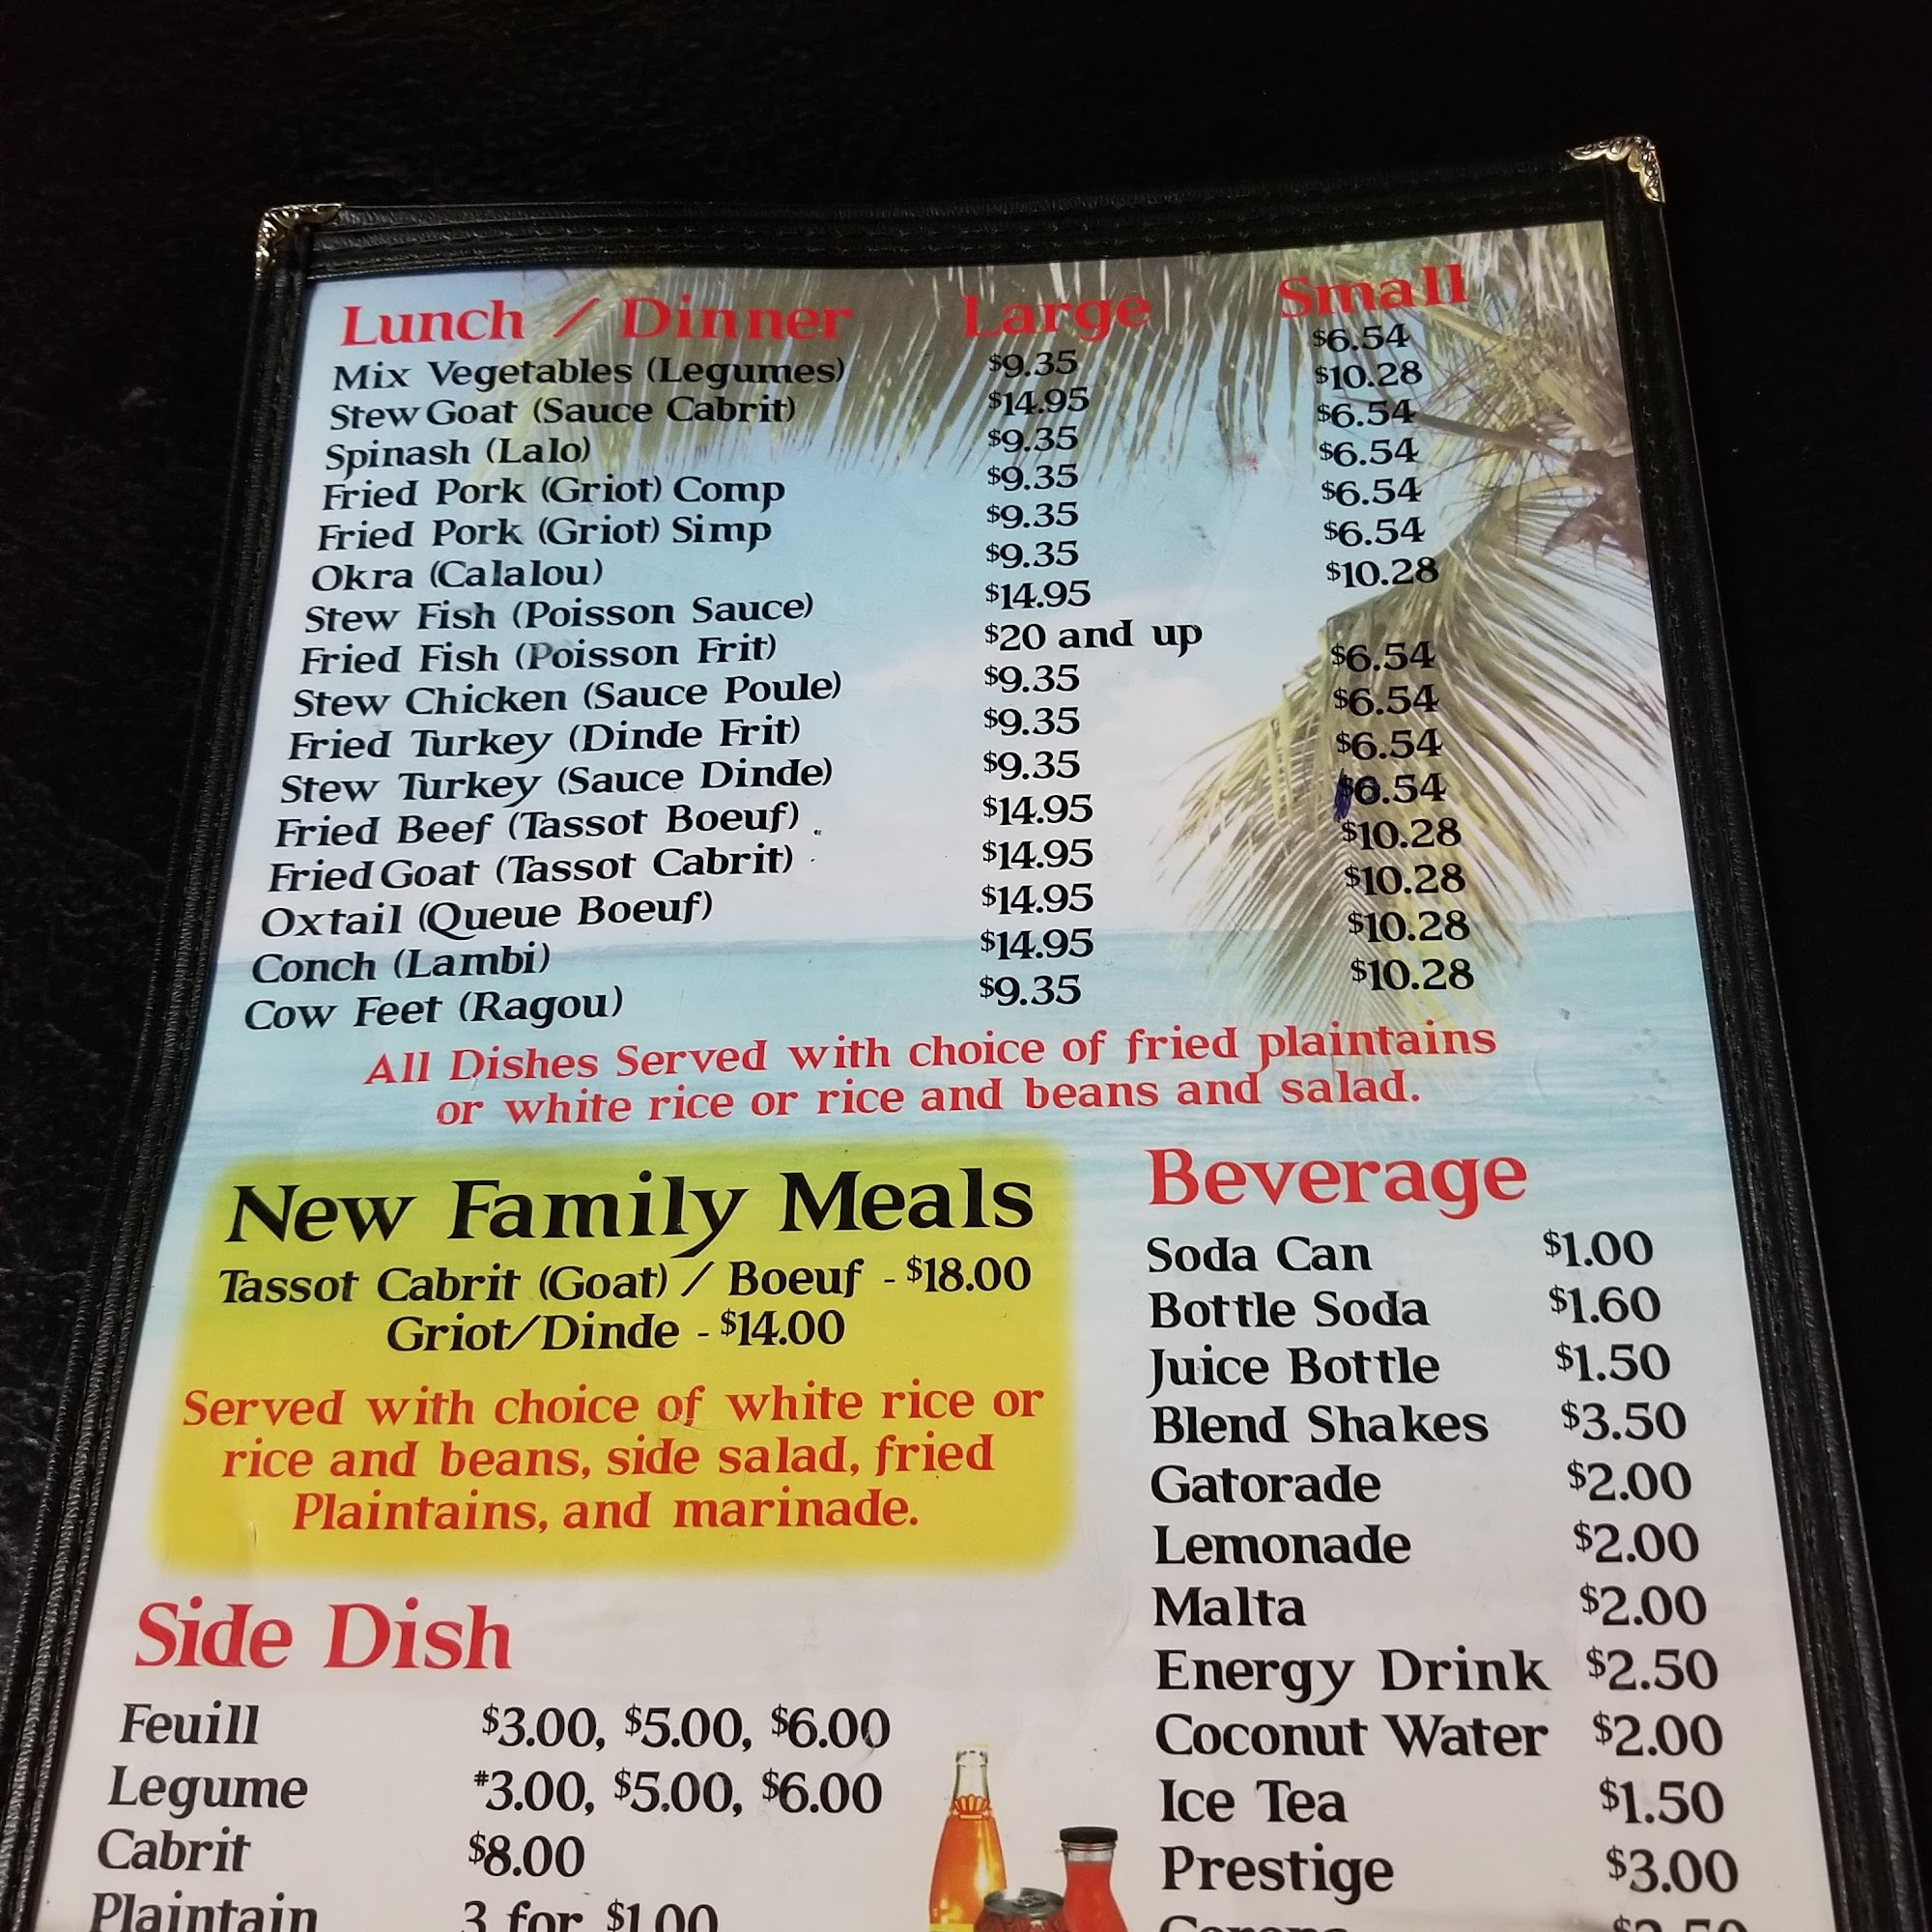 Lunch / Dinner Large Small
Mix Vegetables (Legumes) $9.35 $6.54
Stew Goat (Sauce Cabrit) $14.95 $10.28
Spinash (Lalo) $9.35 $6.54
Fried Pork (Griot) Comp $9.35 $6.54
Fried Pork (Griot) Simp $9.35 $6.54
Okra (Calalou) $9.35 $6.54
Stew Fish (Poisson Sauce) $14.95 $10.28
Fried Fish (Poisson Frit) $20 and up
Stew Chicken (Sauce Poule) $9.35 $6.54
Fried Turkey (Dinde Frit) $9.35 $6.54
Stew Turkey (Sauce Dinde) $9.35 $6.54
Fried Beef (Tassot Boeuf) $14.95 $6.54
Fried Goat (Tassot Cabrit) $14.95 $10.28
Oxtail (Queue Boeuf) $14.95 $10.28
Conch (Lambi) $14.95 $10.28
Cow Feet (Ragou) $9.35 $10.28
All Dishes Served with choice of fried plaintains
or white rice or rice and beans and salad.
New Family Meals
Tassot Cabrit (Goat) / Boeuf - $18.00
Griot/Dinde - $14.00
Served with choice of white rice or
rice and beans, side salad, fried
Plaintains, and marinade.
Side Dish
Feuill $3.00, $5.00, $6.00
Legume #3.00, $5.00, $6.00
Cabrit $8.00
Plaintain 3 for $1.00
Beverage
Soda Can $1.00
Bottle Soda $1.60
Juice Bottle $1.50
Blend Shakes $3.50
Gatorade $2.00
Lemonade $2.00
Malta $2.00
Energy Drink $2.50
Coconut Water $2.00
Ice Tea $1.50
Prestige $3.00